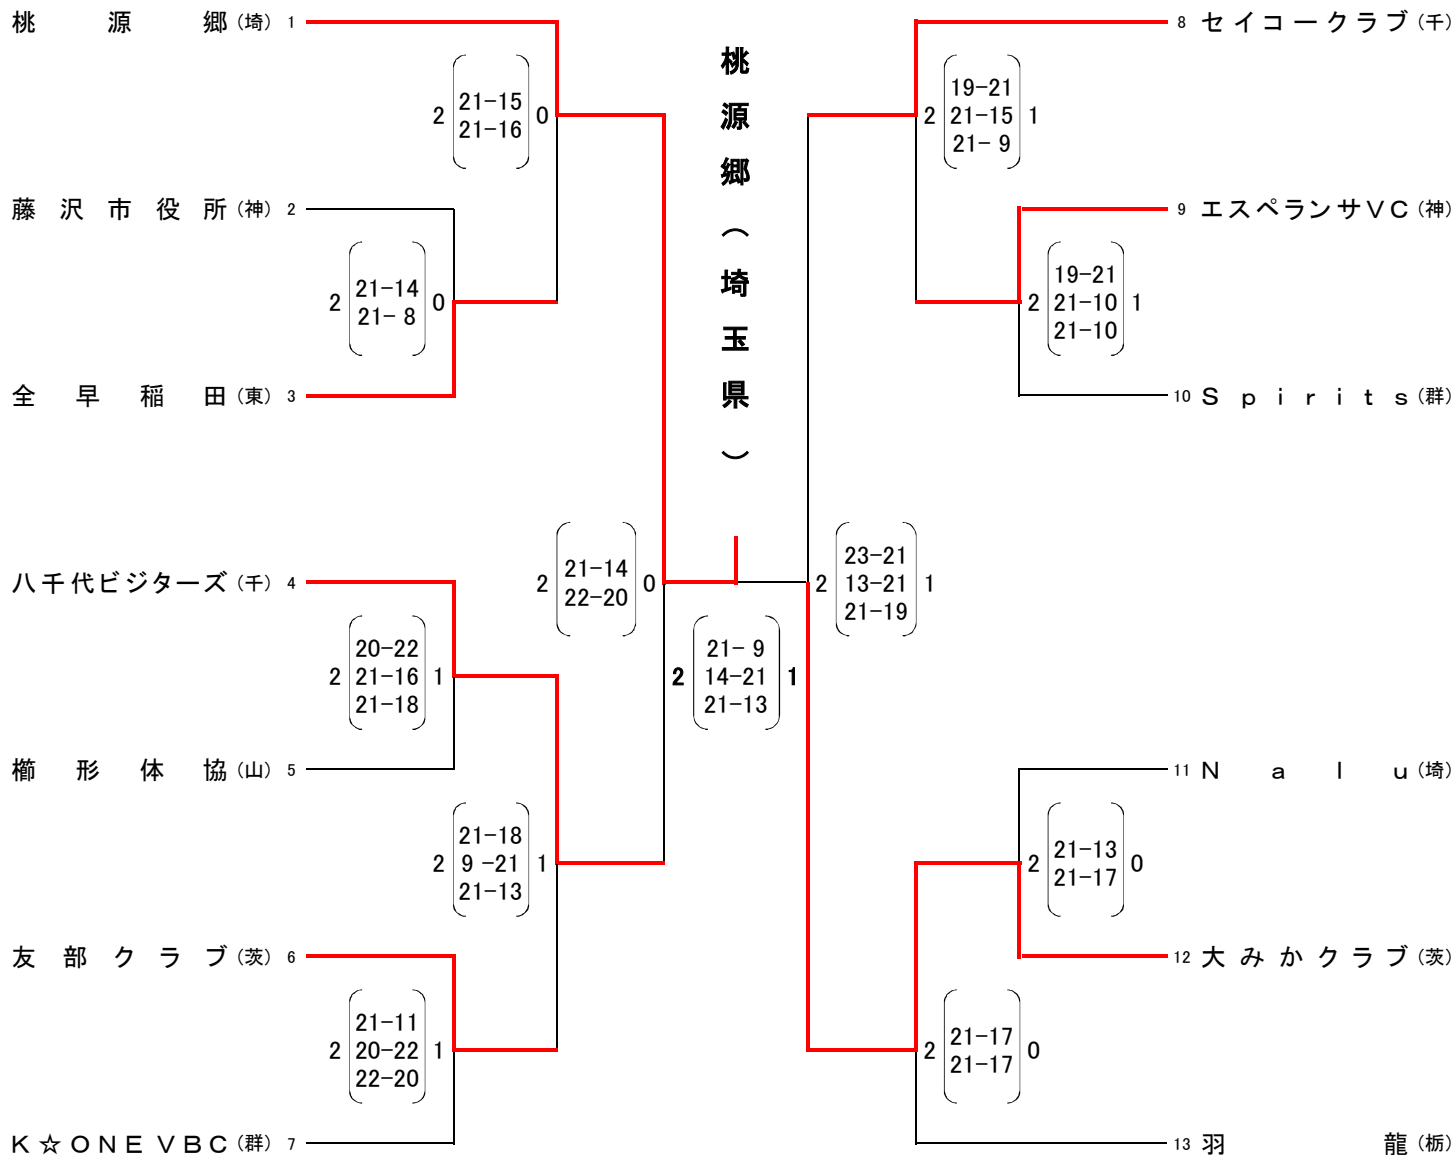 桃源郷(埼) 1
2 21-15 0
21-16
藤沢市役所(神) 2
2 21-14 0
21- 8
全早稲田(東) 3
八千代ビジターズ(千) 4
2 20-22 1
21-16
21-18
櫛形体協(山) 5
2 21-18 1
9 -21
21-13
友部クラブ(茨) 6
2 21-11 1
20-22
22-20
K☆ONE VBC(群) 7
2 21-14 0
22-20
桃源郷(埼玉県)
2 21- 9 1
14-21
21-13
2 23-21 1
13-21
21-19
8 セイコークラブ(千)
2 19-21 1
21-15
21- 9
9 エスペランサVC(神)
2 19-21 1
21-10
21-10
10 Spirits(群)
11 Nalu(埼)
2 21-13 0
21-17
12 大みかクラブ(茨)
2 21-17 0
21-17
13 羽龍(栃)